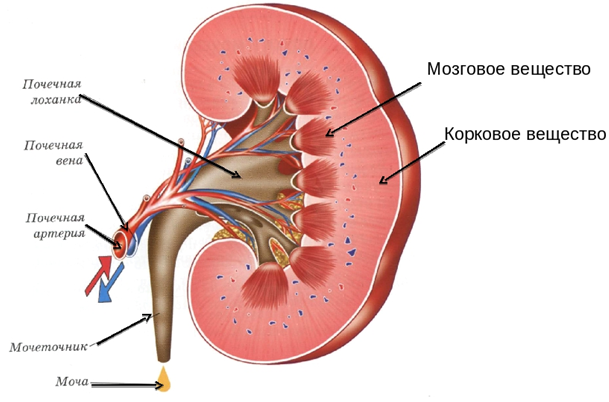 Почечная
лоханка
Почечная
вена
Почечная
артерия
Мочеточник
Моча
Мозговое вещество
Корковое вещество